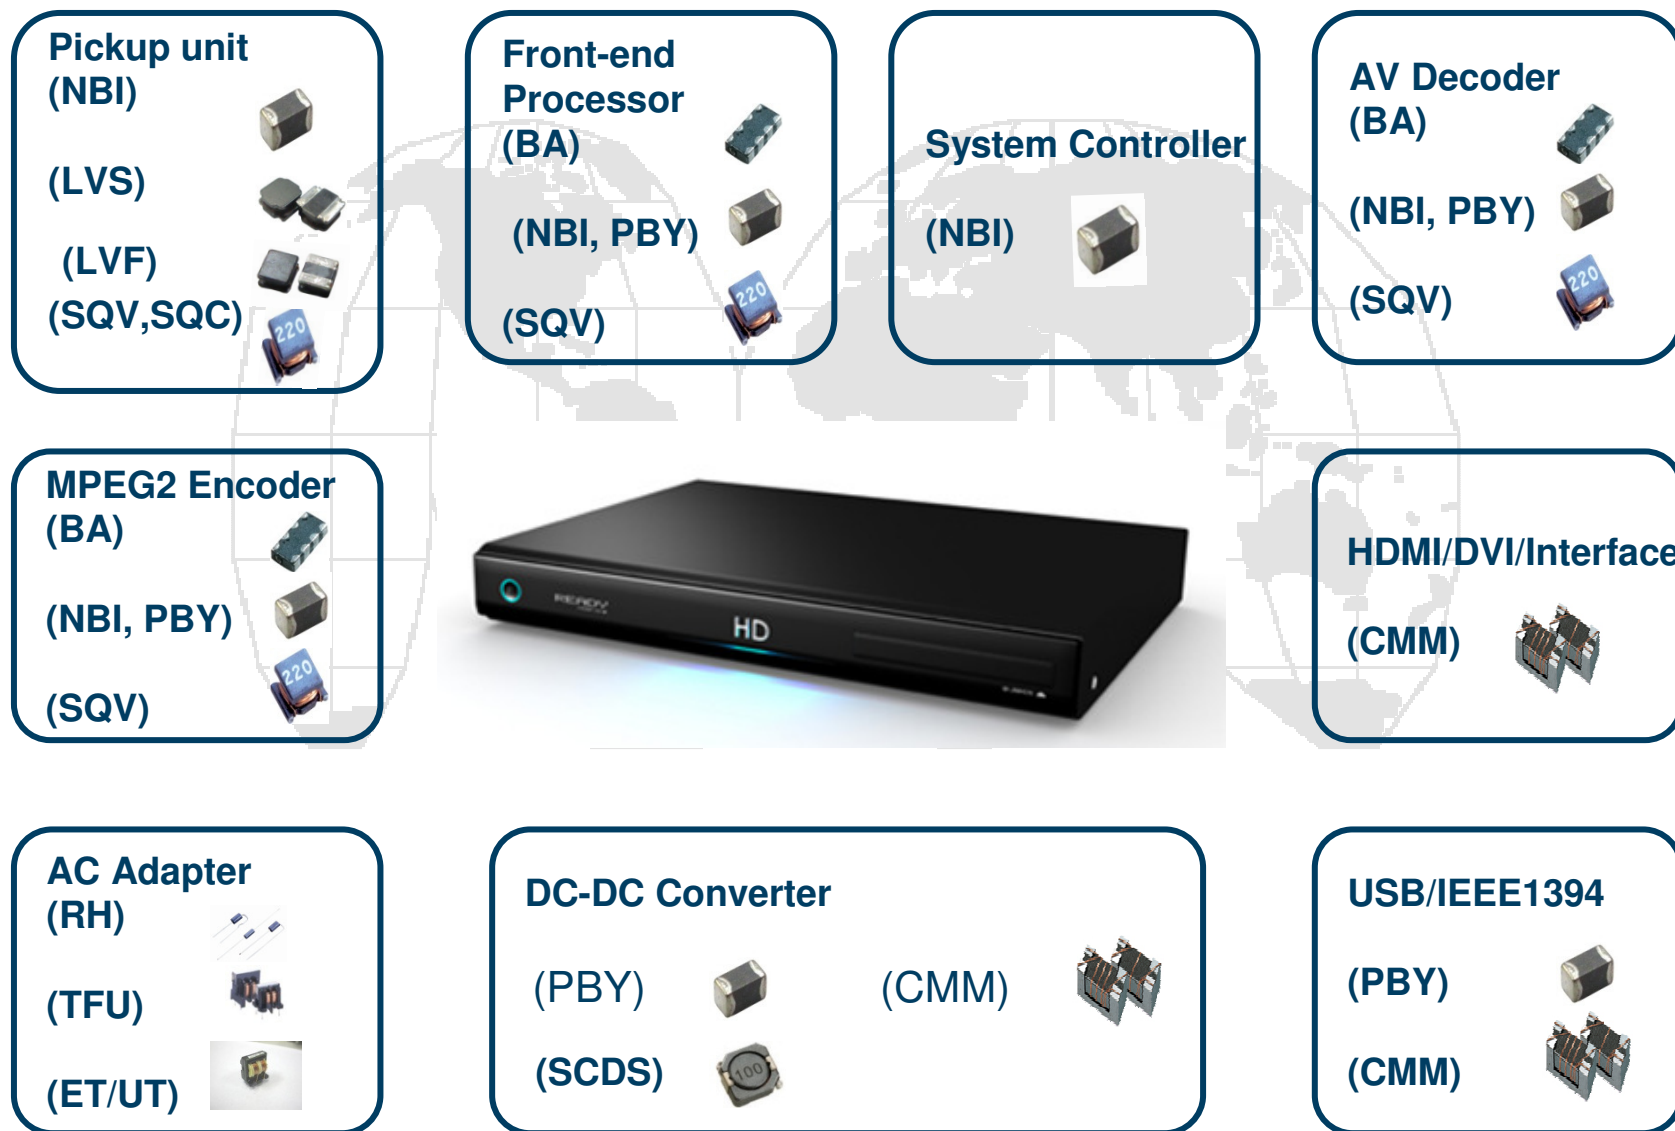 Pickup unit
(NBI)
(LVS)
(LVF)
(SQV,SQC)
220
Front-end
Processor
(BA)
(NBI, PBY)
(SQV)
220
System Controller
(NBI)
AV Decoder
(BA)
(NBI, PBY)
(SQV)
220
MPEG2 Encoder
(BA)
(NBI, PBY)
(SQV)
220
READY
HD
HDMI/DVI/Interface
(CMM)
AC Adapter
(RH)
(TFU)
(ET/UT)
DC-DC Converter
(PBY)
(CMM)
(SCDS)
100
USB/IEEE1394
(PBY)
(CMM)